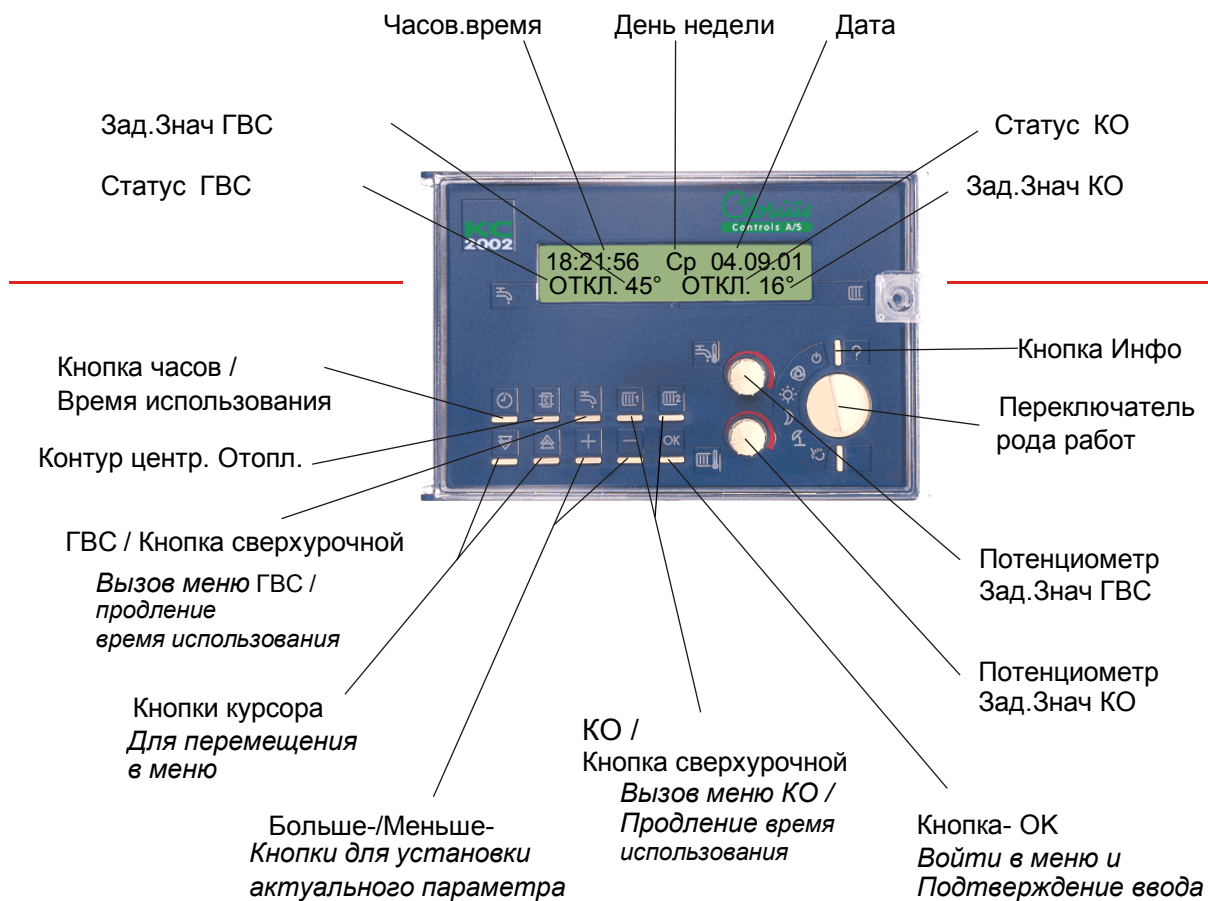 Часов.время День недели Дата
Зад.Знач ГВС
Статус КО
Статус ГВС
Зад.Знач КО
Clorius
Controls A/S
KC
2002
18:21:56 Ср 04.09.01
ОТКЛ. 45° ОТКЛ. 16°
Кнопка часов /
Время использования
Кнопка Инфо
?
Переключатель
рода работ
1
2
OK
Контур центр. Отопл.
ГВС / Кнопка сверхурочной
Вызов меню ГВС /
продление
время использования
Потенциометр
Зад.Знач ГВС
Потенциометр
Зад.Знач КО
Кнопки курсора
Для перемещения
в меню
КО /
Кнопка сверхурочной
Вызов меню КО /
Продление время
использования
Больше-/Меньше-
Кнопки для установки
актуального параметра
Кнопка- OK
Войти в меню и
Подтверждение ввода